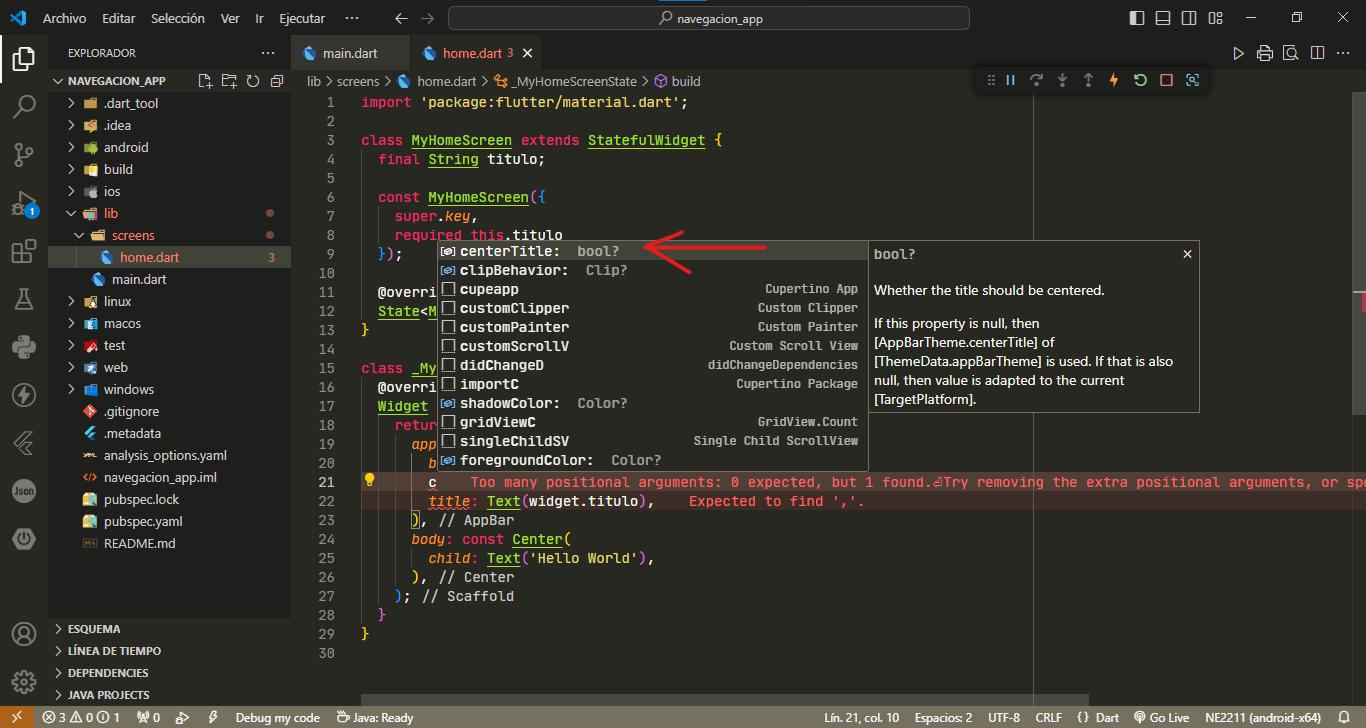 Archivo Editar Selección Ver Ir Ejecutar ··· navegacion_app
EXPLORADOR ···
main.dart home.dart 3
lib > screens > home.dart > _MyHomeScreenState > build
NAVEGACION_APP
.dart_tool
.idea
android
build
ios
1
lib
screens
home.dart 3
main.dart
linux
macos
test
web
windows
.gitignore
.metadata
analysis_options.yaml
navegacion_app.iml
pubspec.lock
pubspec.yaml
README.md
Json
ESQUEMA
LÍNEA DE TIEMPO
DEPENDENCIES
JAVA PROJECTS
1 import 'package:flutter/material.dart';
2
3 class MyHomeScreen extends StatefulWidget {
4 final String titulo;
5
6 const MyHomeScreen({
7 super.key,
8 required this.titulo
9 });
10
11 @overri
12 State<M
13 }
14
15 class _My
16 @overri
17 Widget
18 retur
19 app
20 b
21 c Too many positional arguments: 0 expected, but 1 found.⏎Try removing the extra positional arguments, or spe
22 title: Text(widget.titulo), Expected to find ','.
23 ), // AppBar
24 body: const Center(
25 child: Text('Hello World'),
26 ), // Center
27 ); // Scaffold
28 }
29 }
30
centerTitle: bool?
clipBehavior: Clip?
cupeapp Cupertino App
customClipper Custom Clipper
customPainter Custom Painter
customScrollV Custom Scroll View
didChangeD didChangeDependencies
importC Cupertino Package
shadowColor: Color?
gridViewC GridView.Count
singleChildSV Single Child ScrollView
foregroundColor: Color?
bool?
Whether the title should be centered.
If this property is null, then
[AppBarTheme.centerTitle] of
[ThemeData.appBarTheme] is used. If that is also
null, then value is adapted to the current
[TargetPlatform].
3 0 1 0 Debug my code Java: Ready Lín. 21, col. 10 Espacios: 2 UTF-8 CRLF {} Dart Go Live NE2211 (android-x64)